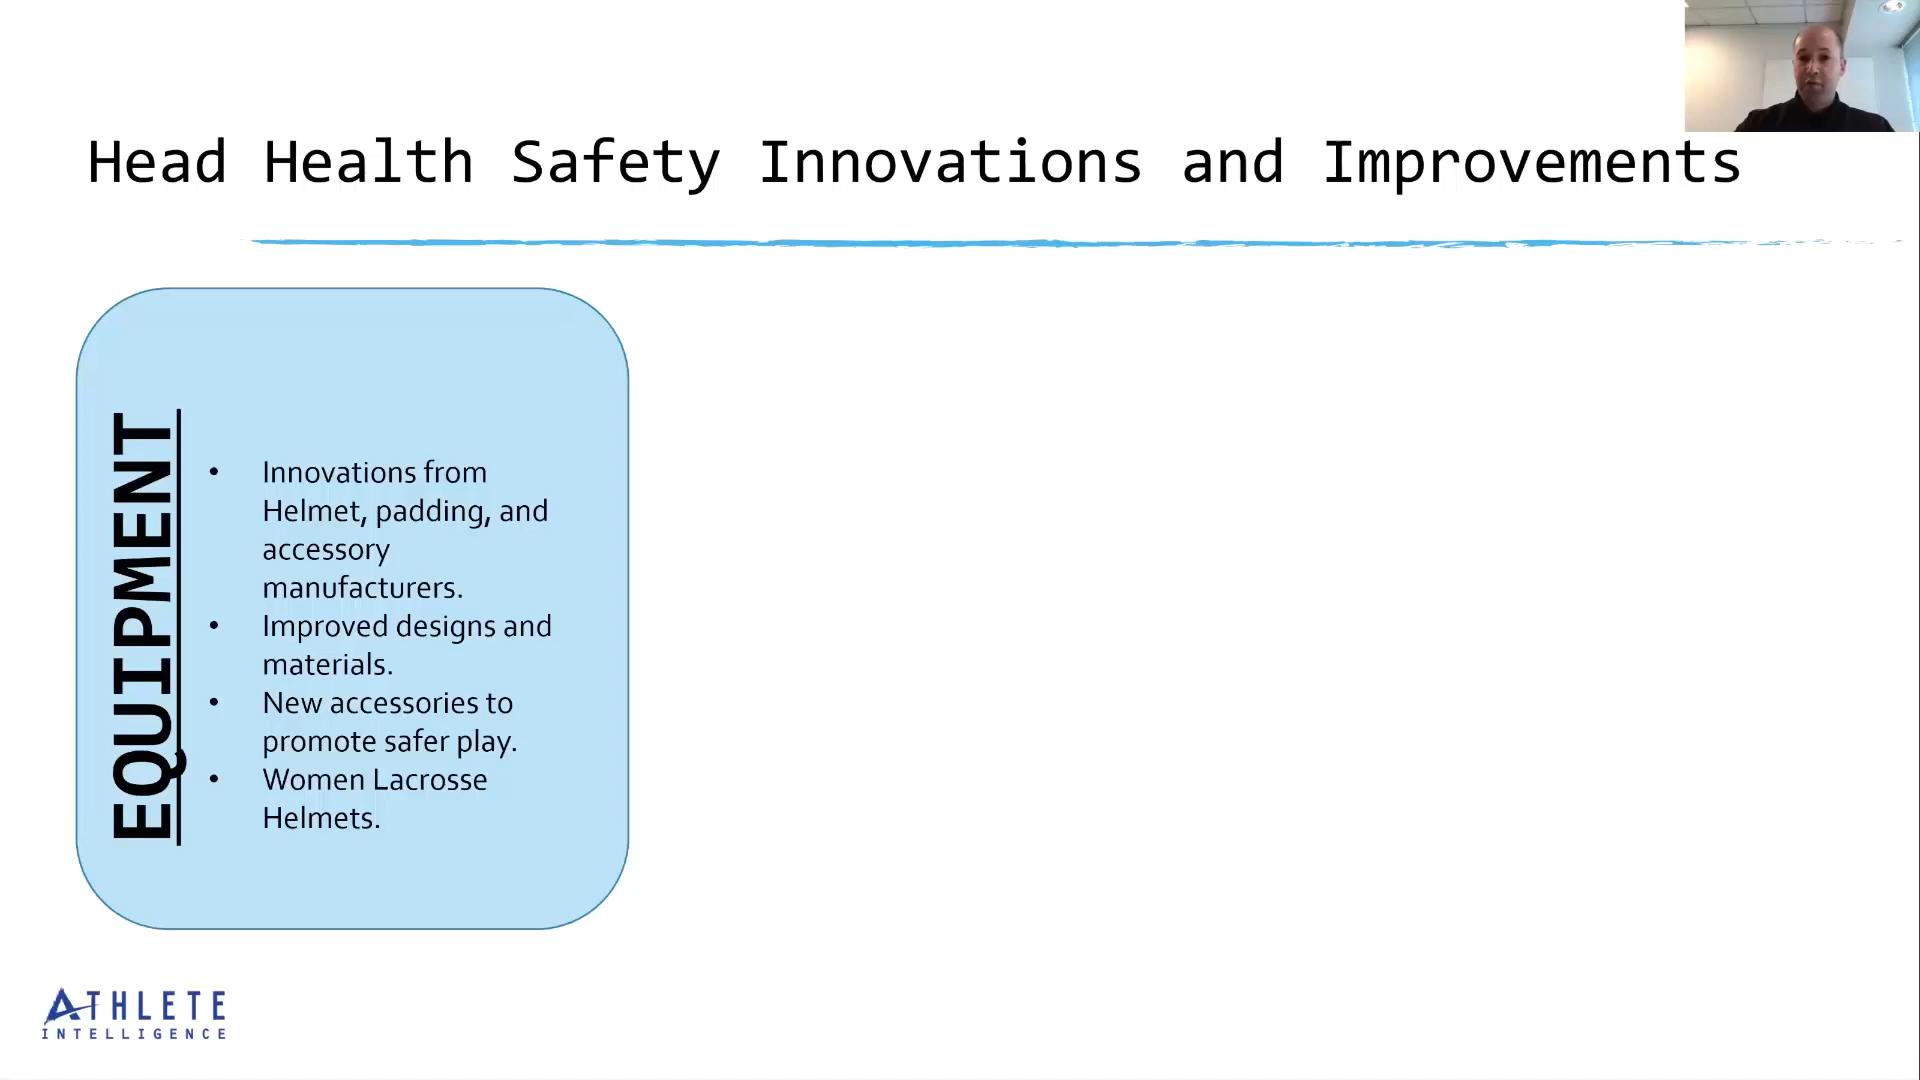 Head Health Safety Innovations and Improvements
EQUIPMENT
• Innovations from
Helmet, padding, and
accessory
manufacturers.
• Improved designs and
materials.
• New accessories to
promote safer play.
• Women Lacrosse
Helmets.
ATHLETE
INTELLIGENCE